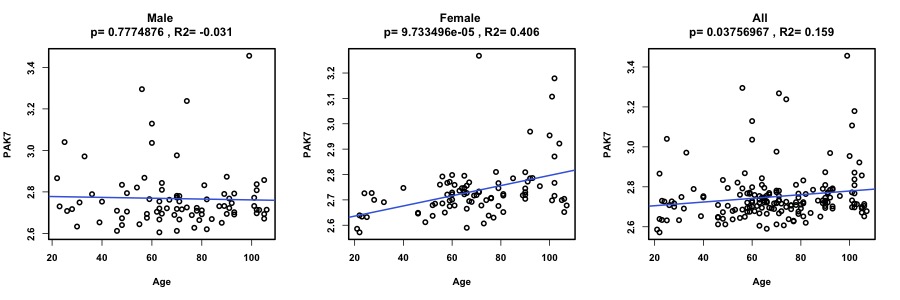 Male
p= 0.7774876 , R2= -0.031
PAK7
3.4
3.2
3.0
2.8
2.6
20 40 60 80 100
Age
Female
p= 9.733496e-05 , R2= 0.406
PAK7
3.2
3.1
3.0
2.9
2.8
2.7
2.6
20 40 60 80 100
Age
All
p= 0.03756967 , R2= 0.159
PAK7
3.4
3.2
3.0
2.8
2.6
20 40 60 80 100
Age